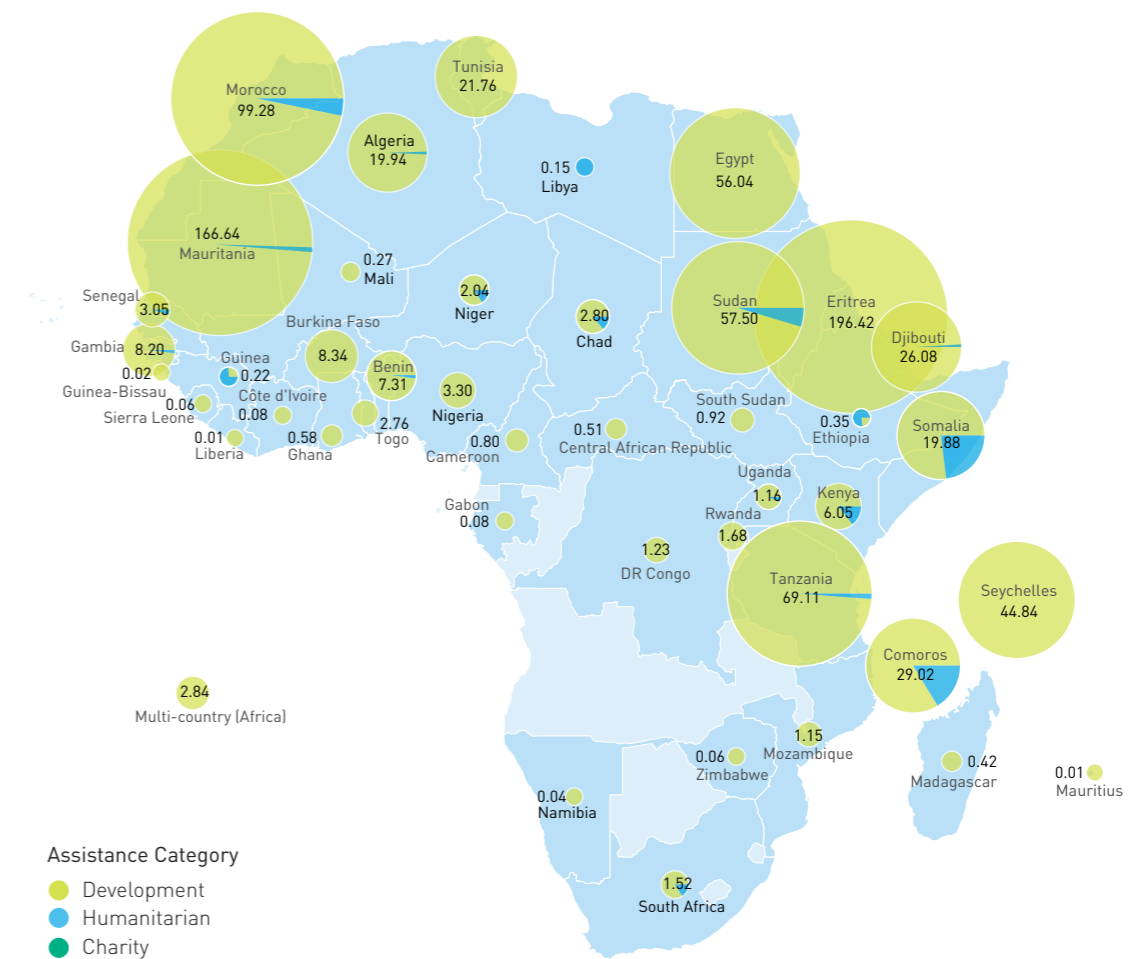 Morocco
99.28
Tunisia
21.76
Algeria
19.94
0.15
Libya
Egypt
56.04
166.64
Mauritania
0.27
Mali
2.04
Niger
2.80
Chad
Sudan
57.50
Eritrea
196.42
Djibouti
26.08
Senegal
3.05
Gambia
8.20
0.02
Guinea-Bissau
Guinea
0.22
Burkina Faso
8.34
Benin
7.31
3.30
Nigeria
0.06
Sierra Leone
Côte d'Ivoire
0.08
0.01
Liberia
0.58
Ghana
2.76
Togo
0.80
Cameroon
0.51
Central African Republic
South Sudan
0.92
0.35
Ethiopia
Somalia
19.88
Gabon
0.08
Uganda
1.16
Kenya
6.05
Rwanda
1.68
1.23
DR Congo
Tanzania
69.11
Seychelles
44.84
Comoros
29.02
2.84
Multi-country (Africa)
1.15
Mozambique
0.06
Zimbabwe
0.42
Madagascar
0.01
Mauritius
0.04
Namibia
1.52
South Africa
Assistance Category
Development
Humanitarian
Charity